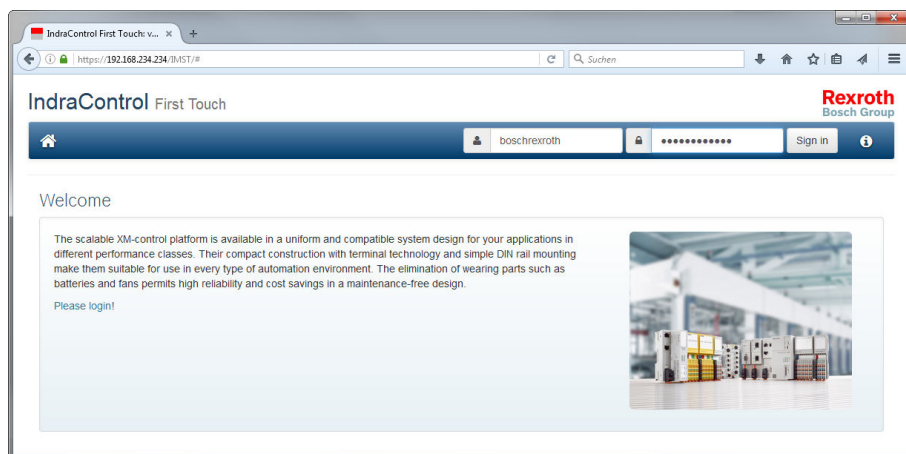 IndraControl First Touch: v...
https://192.168.234.234/IMST/#
Suchen
IndraControl First Touch
Rexroth
Bosch Group
boschrexroth
••••••••••••
Sign in
Welcome
The scalable XM-control platform is available in a uniform and compatible system design for your applications in
different performance classes. Their compact construction with terminal technology and simple DIN rail mounting
make them suitable for use in every type of automation environment. The elimination of wearing parts such as
batteries and fans permits high reliability and cost savings in a maintenance-free design.
Please login!